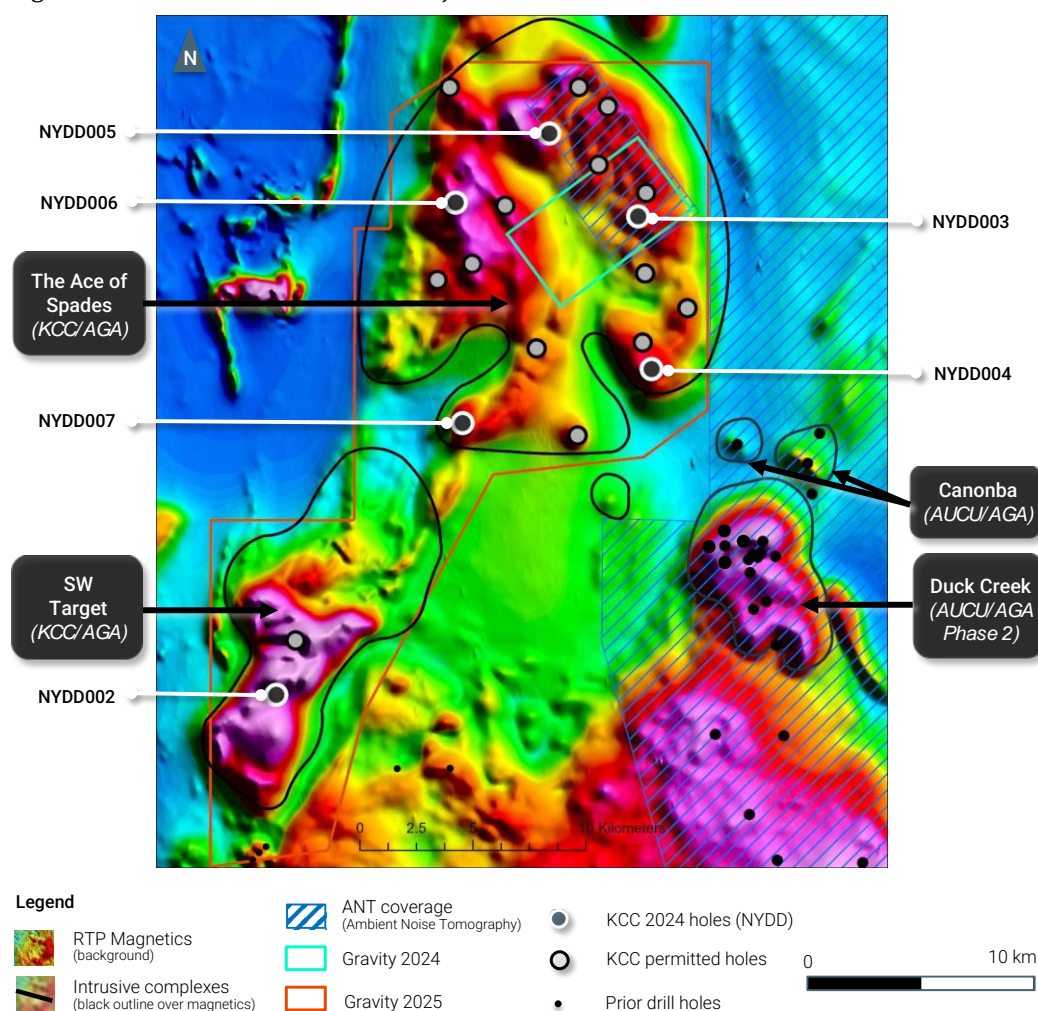 N
NYDD005
NYDD006
NYDD003
The Ace of
Spades
(KCC/AGA)
NYDD004
NYDD007
Canonba
(AUCU/AGA)
SW
Target
(KCC/AGA)
Duck Creek
(AUCU/AGA
Phase 2)
NYDD002
0 2.5 5 10 Kilometers
Legend
RTP Magnetics
(background)
Intrusive complexes
(black outline over magnetics)
ANT coverage
(Ambient Noise Tomography)
Gravity 2024
Gravity 2025
KCC 2024 holes (NYDD)
KCC permitted holes
Prior drill holes
0 10 km